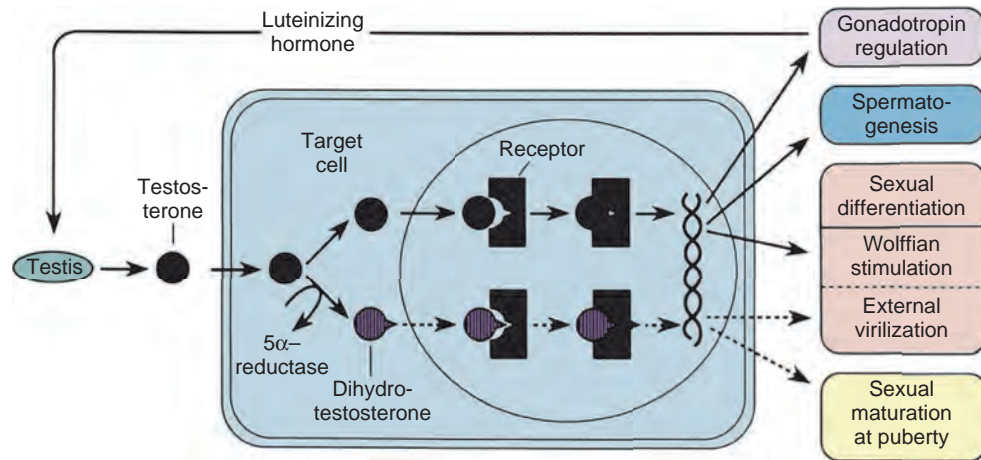 Luteinizing
hormone
Gonadotropin
regulation
Spermato-
genesis
Target
cell
Receptor
Testos-
terone
Sexual
differentiation
Testis
Wolffian
stimulation
External
virilization
5α–
reductase
Dihydro-
testosterone
Sexual
maturation
at puberty